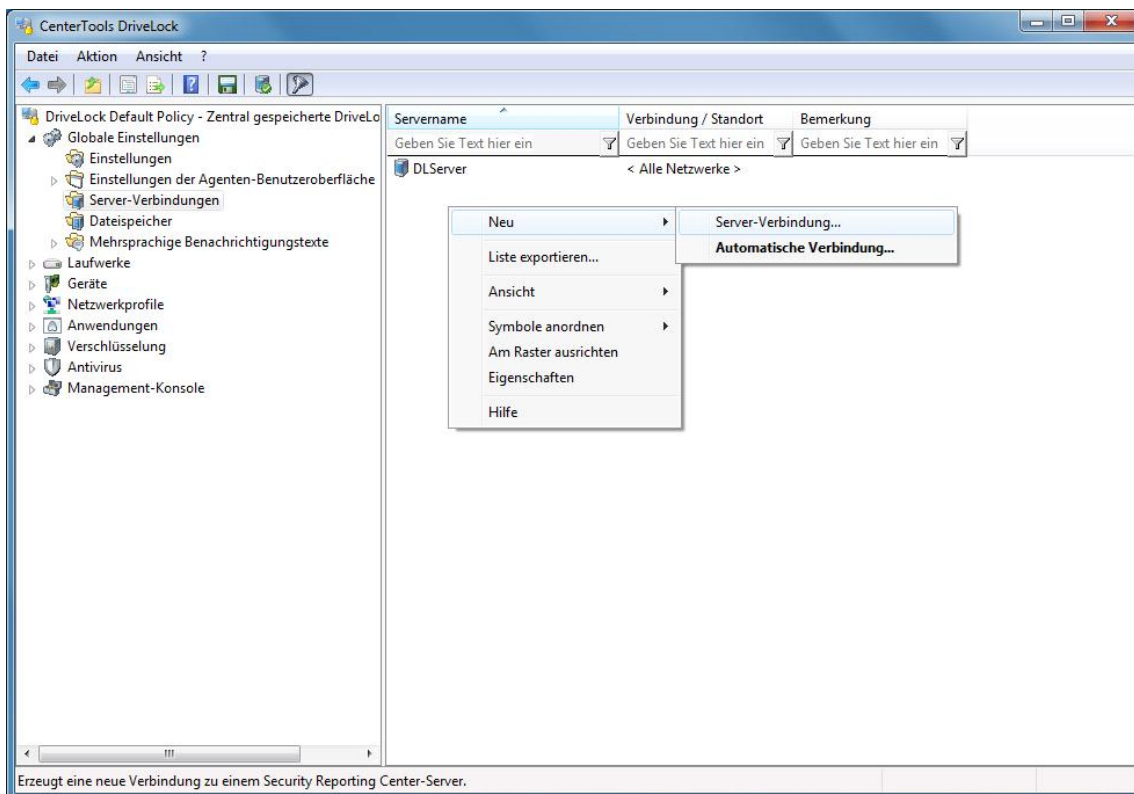 CenterTools DriveLock
Datei Aktion Ansicht ?
DriveLock Default Policy - Zentral gespeicherte DriveLo
Globale Einstellungen
Einstellungen
Einstellungen der Agenten-Benutzeroberfläche
Server-Verbindungen
Dateispeicher
Mehrsprachige Benachrichtigungstexte
Laufwerke
Geräte
Netzwerkprofile
Anwendungen
Verschlüsselung
Antivirus
Management-Konsole
Servername Verbindung / Standort Bemerkung
Geben Sie Text hier ein Geben Sie Text hier ein Geben Sie Text hier ein
DLServer < Alle Netzwerke >
Neu
Liste exportieren...
Ansicht
Symbole anordnen
Am Raster ausrichten
Eigenschaften
Hilfe
Server-Verbindung...
Automatische Verbindung...
Erzeugt eine neue Verbindung zu einem Security Reporting Center-Server.